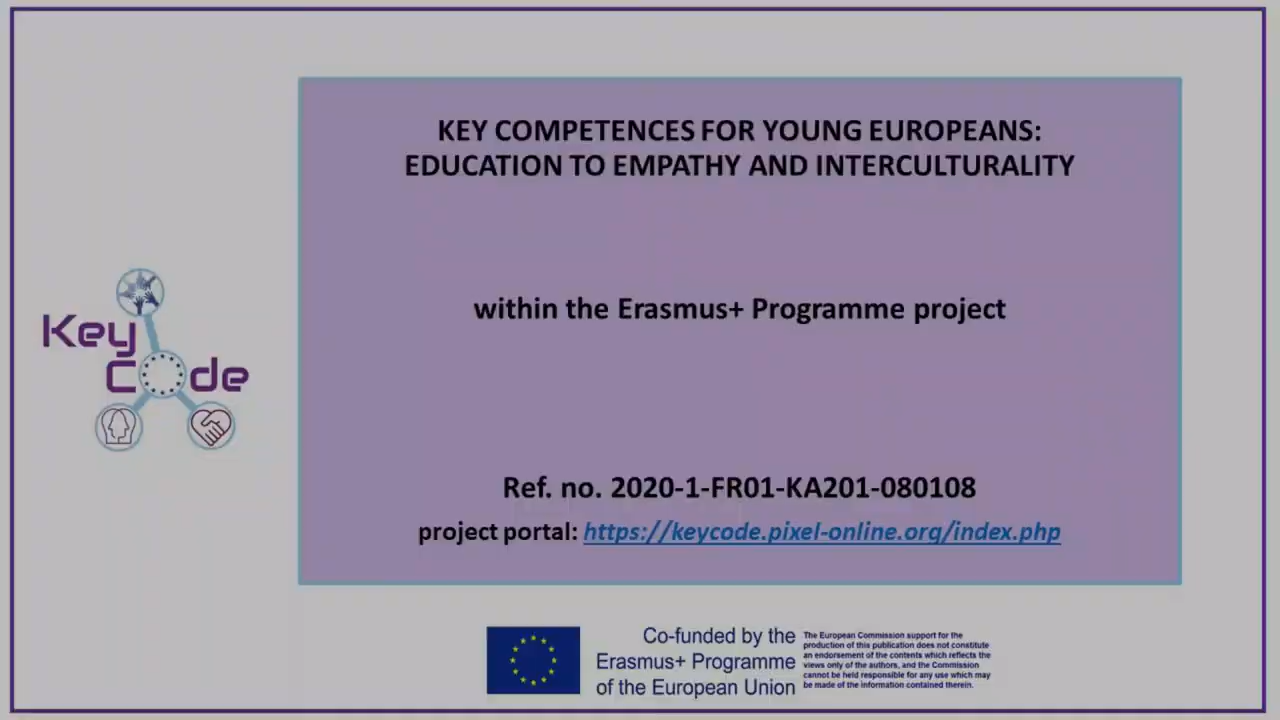 KEY COMPETENCES FOR YOUNG EUROPEANS:
EDUCATION TO EMPATHY AND INTERCULTURALITY
within the Erasmus+ Programme project
Key
Code
Ref. no. 2020-1-FR01-KA201-080108
project portal: https://keycode.pixel-online.org/index.php
Co-funded by the
Erasmus+ Programme
of the European Union
The European Commission support for the
production of this publication does not constitute
an endorsement of the contents which reflects the
views only of the authors, and the Commission
cannot be held responsible for any use which may
be made of the information contained therein.